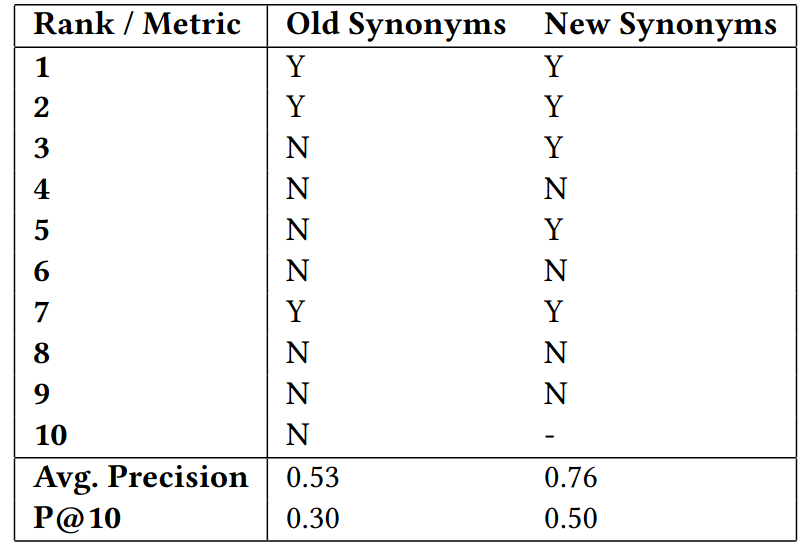 Rank / Metric Old Synonyms New Synonyms
1 Y Y
2 Y Y
3 N Y
4 N N
5 N Y
6 N N
7 Y Y
8 N N
9 N N
10 N -
Avg. Precision 0.53 0.76
P@10 0.30 0.50